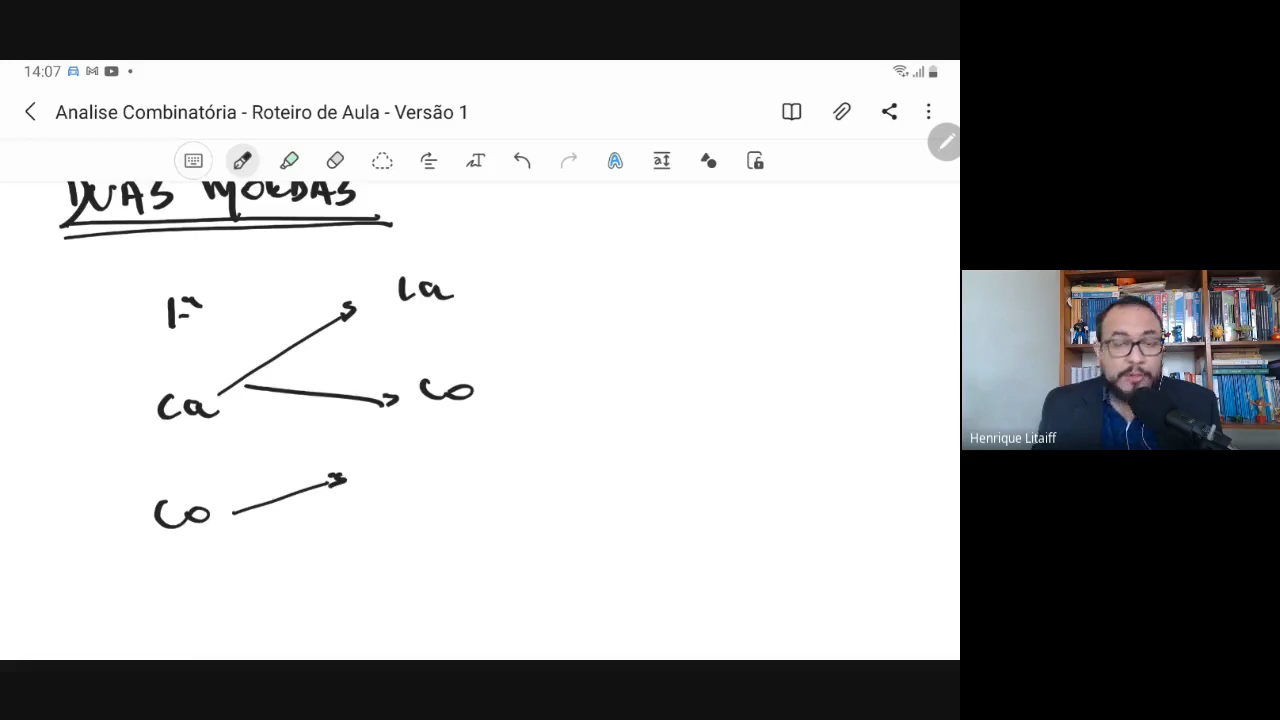 14:07
Analise Combinatória - Roteiro de Aula - Versão 1
DUAS MOEDAS
1ª
Ca
Ca
Co
Co
Henrique Litaiff